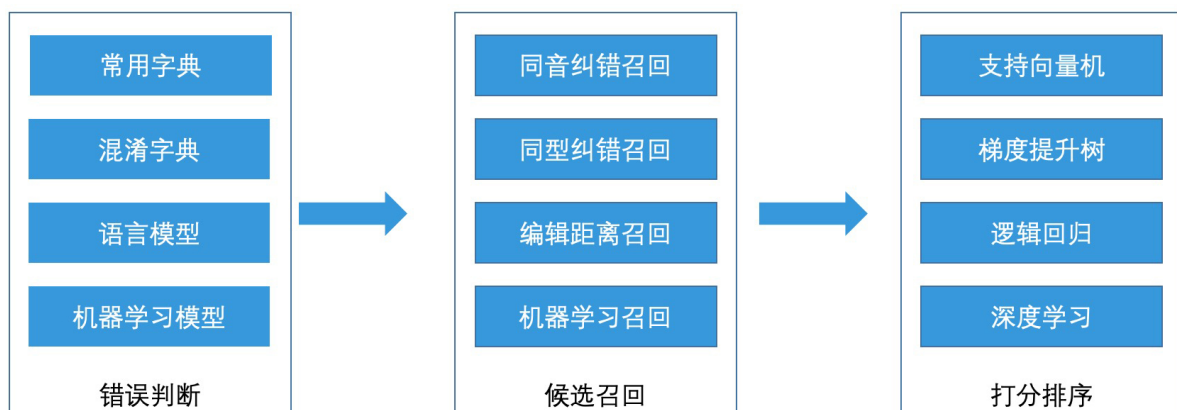 常用字典
混淆字典
语言模型
机器学习模型
错误判断
同音纠错召回
同型纠错召回
编辑距离召回
机器学习召回
候选召回
支持向量机
梯度提升树
逻辑回归
深度学习
打分排序